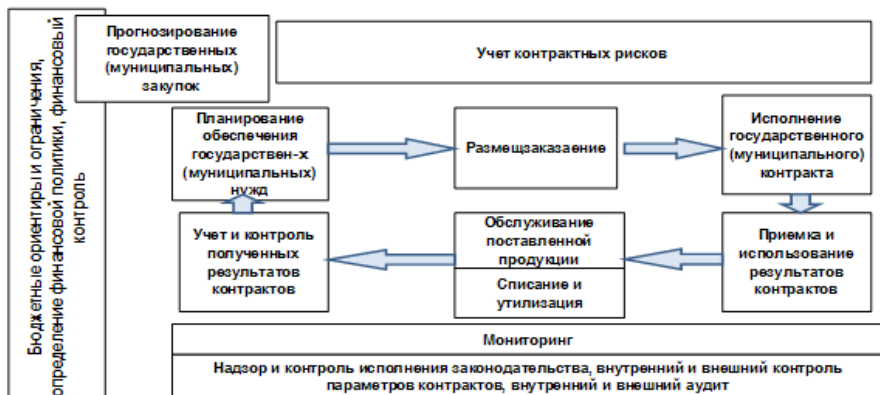 Бюджетные ориентиры и ограничения,
определение финансовой политики, финансовый
контроль
Прогнозирование
государственных
(муниципальных)
закупок
Учет контрактных рисков
Планирование
обеспечения
государствен-х
(муниципальных)
нужд
Размещзаказаение
Исполнение
государственного
(муниципального)
контракта
Учет и контроль
полученных
результатов
контрактов
Обслуживание
поставленной
продукции
Списание и
утилизация
Приемка и
использование
результатов
контрактов
Мониторинг
Надзор и контроль исполнения законодательства, внутренний и внешний контроль
параметров контрактов, внутренний и внешний аудит